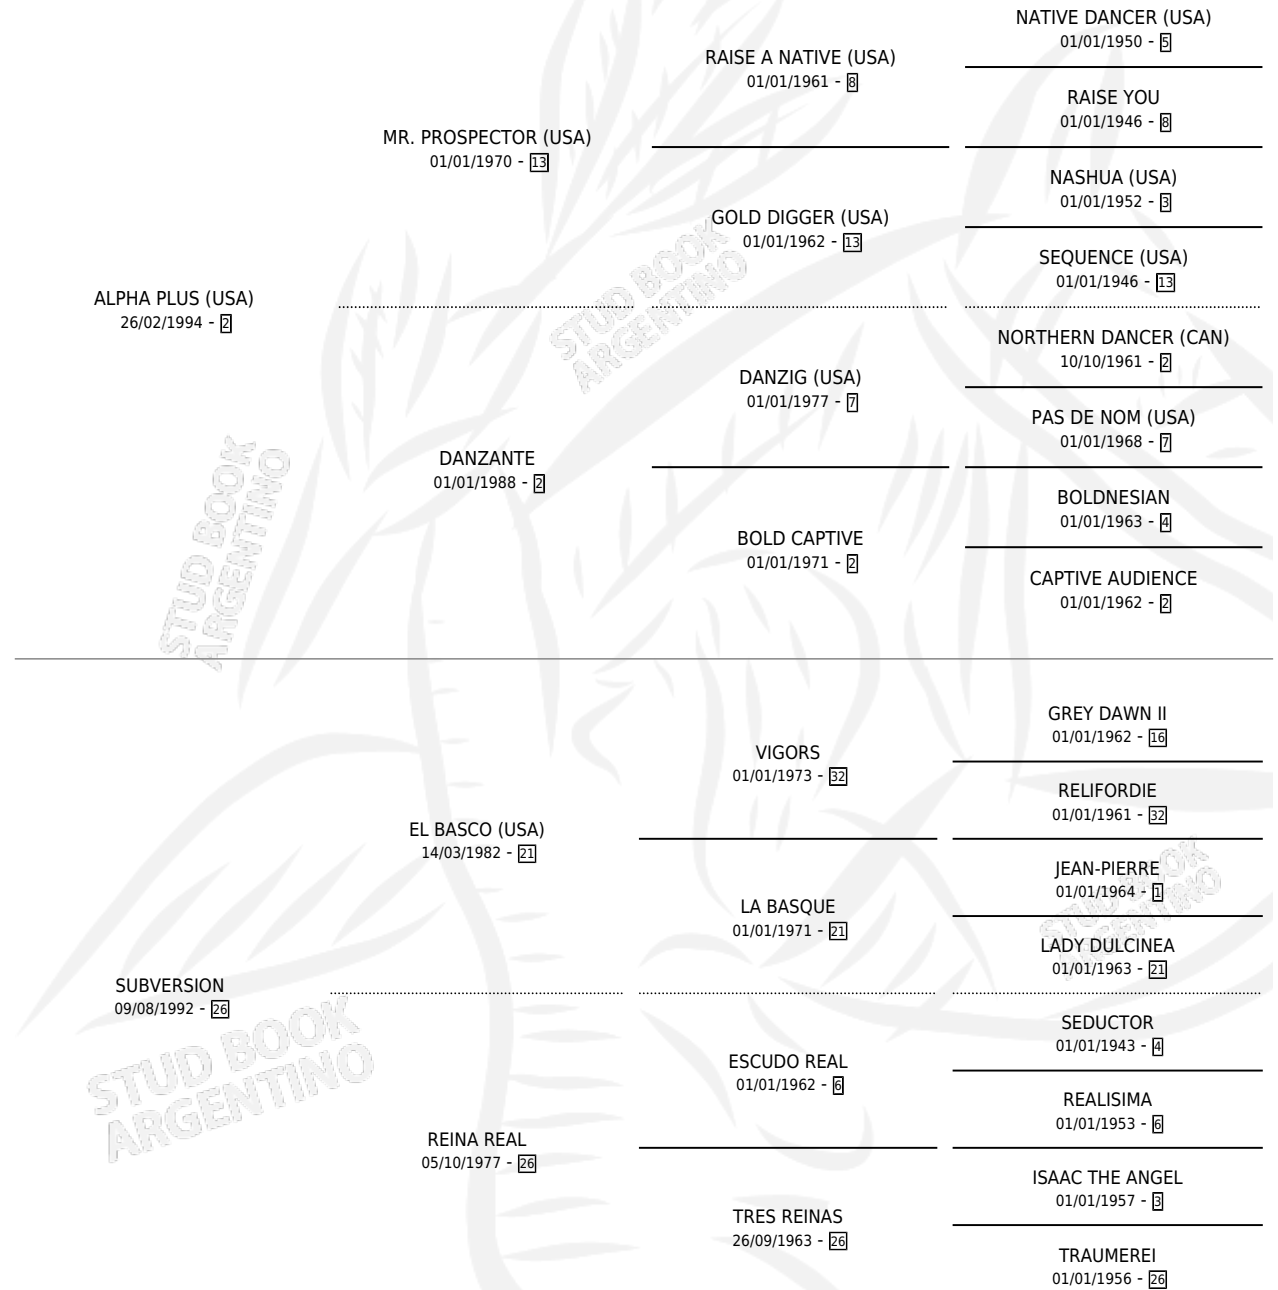 NATIVE DANCER (USA)
01/01/1950 - 5
RAISE A NATIVE (USA)
01/01/1961 - 8
RAISE YOU
01/01/1946 - 8
MR. PROSPECTOR (USA)
01/01/1970 - 13
NASHUA (USA)
01/01/1952 - 3
GOLD DIGGER (USA)
01/01/1962 - 13
SEQUENCE (USA)
01/01/1946 - 13
ALPHA PLUS (USA)
26/02/1994 - 2
NORTHERN DANCER (CAN)
10/10/1961 - 2
DANZIG (USA)
01/01/1977 - 7
PAS DE NOM (USA)
01/01/1968 - 7
DANZANTE
01/01/1988 - 2
BOLDNESIAN
01/01/1963 - 4
BOLD CAPTIVE
01/01/1971 - 2
CAPTIVE AUDIENCE
01/01/1962 - 2
GREY DAWN II
01/01/1962 - 16
VIGORS
01/01/1973 - 32
RELIFORDIE
01/01/1961 - 32
EL BASCO (USA)
14/03/1982 - 21
JEAN-PIERRE
01/01/1964 - 1
LA BASQUE
01/01/1971 - 21
LADY DULCINEA
01/01/1963 - 21
SUBVERSION
09/08/1992 - 26
SEDUCTOR
01/01/1943 - 4
ESCUDO REAL
01/01/1962 - 6
REALISIMA
01/01/1953 - 6
REINA REAL
05/10/1977 - 26
ISAAC THE ANGEL
01/01/1957 - 3
TRES REINAS
26/09/1963 - 26
TRAUMEREI
01/01/1956 - 26
STUD BOOK
ARGENTINO
STUD BOOK
ARGENTINO
STUD BOOK
ARGENTINO
STUD BOOK
ARGENTINO